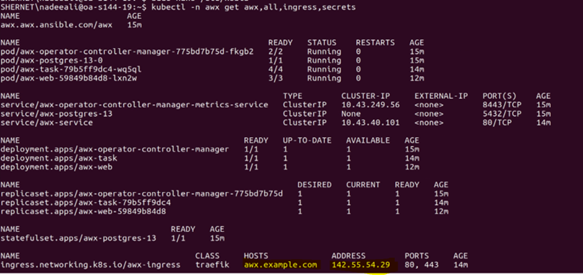 SHERNET\nadeeali@oa-s144-19:~$ kubectl -n awx get awx,all,ingress,secrets
NAME AGE
awx.awx.ansible.com/awx 15m
NAME READY STATUS RESTARTS AGE
pod/awx-operator-controller-manager-775bd7b75d-fkgb2 2/2 Running 0 15m
pod/awx-postgres-13-0 1/1 Running 0 15m
pod/awx-task-79b5ff9dc4-wq5ql 4/4 Running 0 14m
pod/awx-web-59849b84d8-lxn2w 3/3 Running 0 12m
NAME TYPE CLUSTER-IP EXTERNAL-IP PORT(S) AGE
service/awx-operator-controller-manager-metrics-service ClusterIP 10.43.249.56 <none> 8443/TCP 15m
service/awx-postgres-13 ClusterIP None <none> 5432/TCP 15m
service/awx-service ClusterIP 10.43.40.101 <none> 80/TCP 14m
NAME READY UP-TO-DATE AVAILABLE AGE
deployment.apps/awx-operator-controller-manager 1/1 1 1 15m
deployment.apps/awx-task 1/1 1 1 14m
deployment.apps/awx-web 1/1 1 1 12m
NAME DESIRED CURRENT READY AGE
replicaset.apps/awx-operator-controller-manager-775bd7b75d 1 1 1 15m
replicaset.apps/awx-task-79b5ff9dc4 1 1 1 14m
replicaset.apps/awx-web-59849b84d8 1 1 1 12m
NAME READY AGE
statefulset.apps/awx-postgres-13 1/1 15m
NAME CLASS HOSTS ADDRESS PORTS AGE
ingress.networking.k8s.io/awx-ingress traefik awx.example.com 142.55.54.29 80, 443 14m